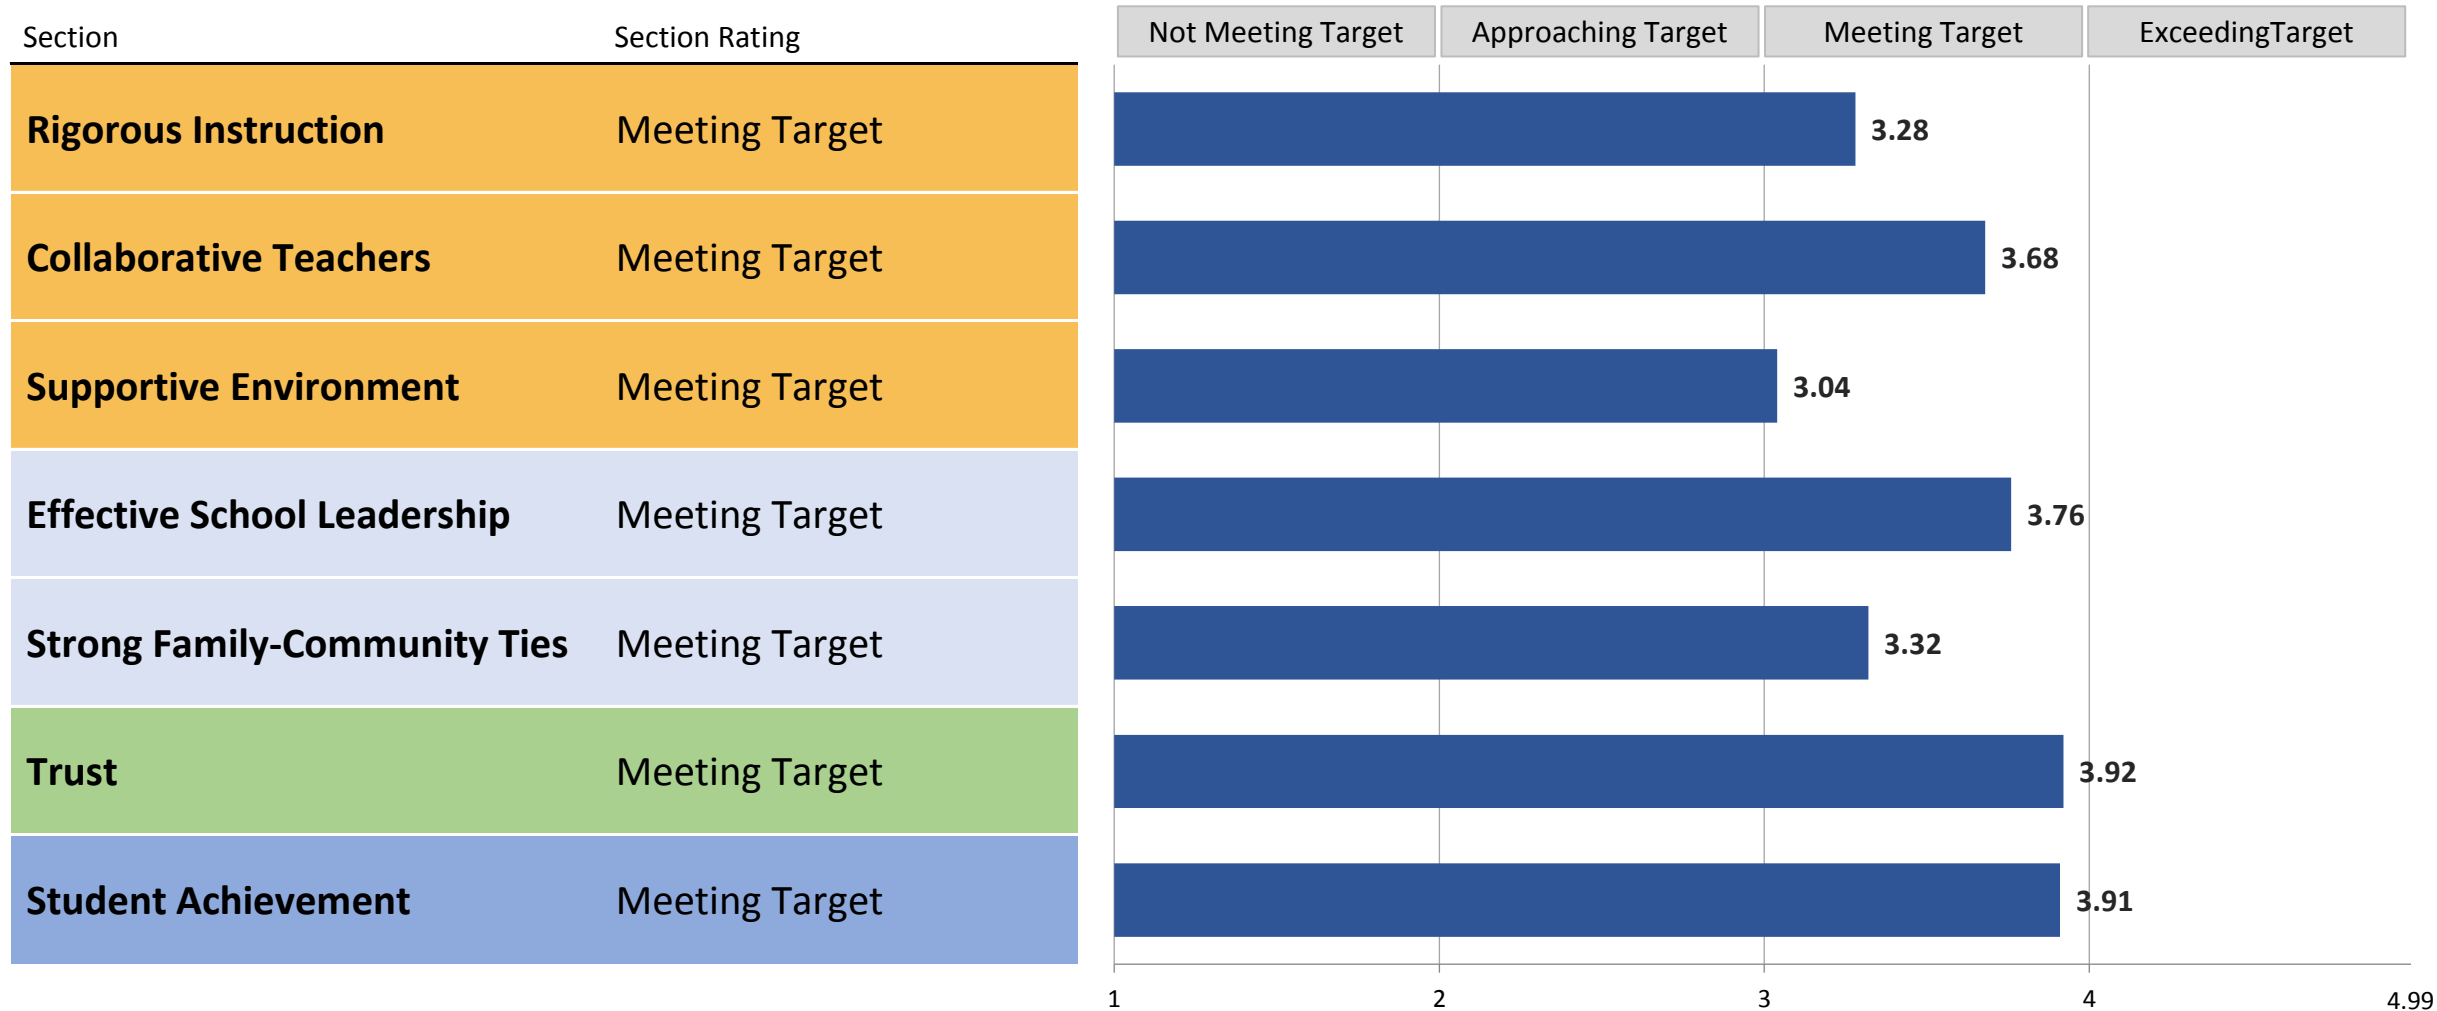 Section Section Rating Not Meeting Target Approaching Target Meeting Target ExceedingTarget
Rigorous Instruction Meeting Target 3.28
Collaborative Teachers Meeting Target 3.68
Supportive Environment Meeting Target 3.04
Effective School Leadership Meeting Target 3.76
Strong Family-Community Ties Meeting Target 3.32
Trust Meeting Target 3.92
Student Achievement Meeting Target 3.91
1 2 3 4 4.99